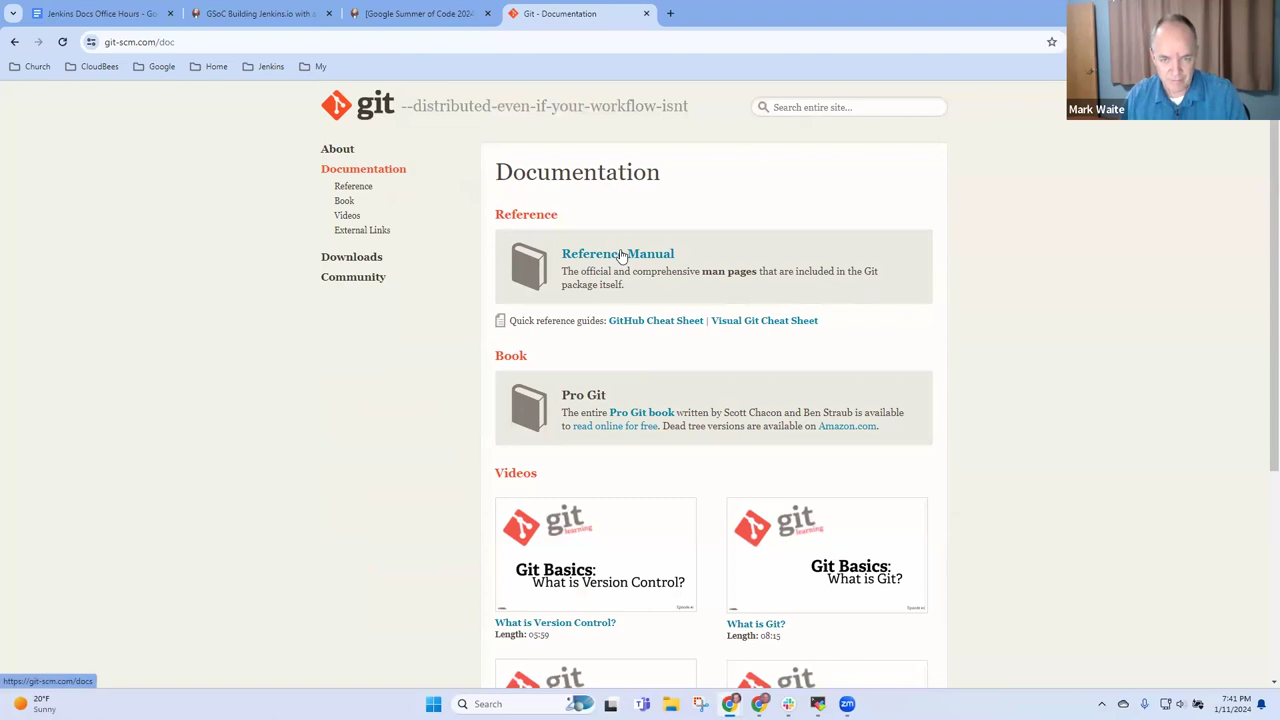 Jenkins Docs Office Hours -
GSoC Building Jenkins.io with a
Google Summer of Code 2024
Git - Documentation
git-scm.com/doc
Church
CloudBees
Google
Home
Jenkins
My
git --distributed-even-if-your-workflow-isnt
Search entire site...
Mark Waite
About
Documentation
Reference
Book
Videos
External Links
Downloads
Community
Documentation
Reference
Reference Manual
The official and comprehensive man pages that are included in the Git
package itself.
Quick reference guides: GitHub Cheat Sheet | Visual Git Cheat Sheet
Book
Pro Git
The entire Pro Git book written by Scott Chacon and Ben Straub is available
to read online for free. Dead tree versions are available on Amazon.com.
Videos
git
learning
Git Basics:
What is Version Control?
What is Version Control?
Length: 05:59
git
learning
Git Basics:
What is Git?
What is Git?
Length: 08:15
git
git
https://git-scm.com/docs
20°F
Sunny
Search
7:41 PM
1/11/2024